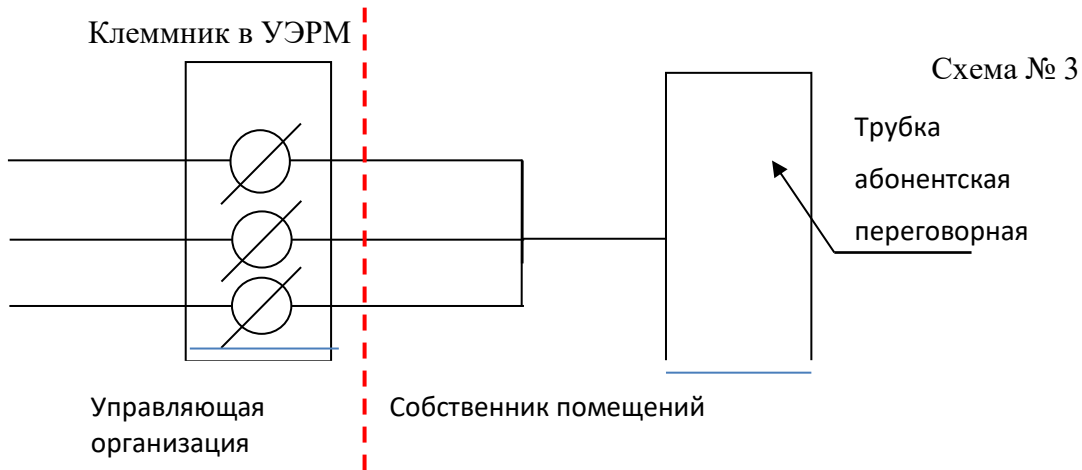 Клеммник в УЭРМ
Схема № 3
Трубка
абонентская
переговорная
Управляющая
организация
Собственник помещений